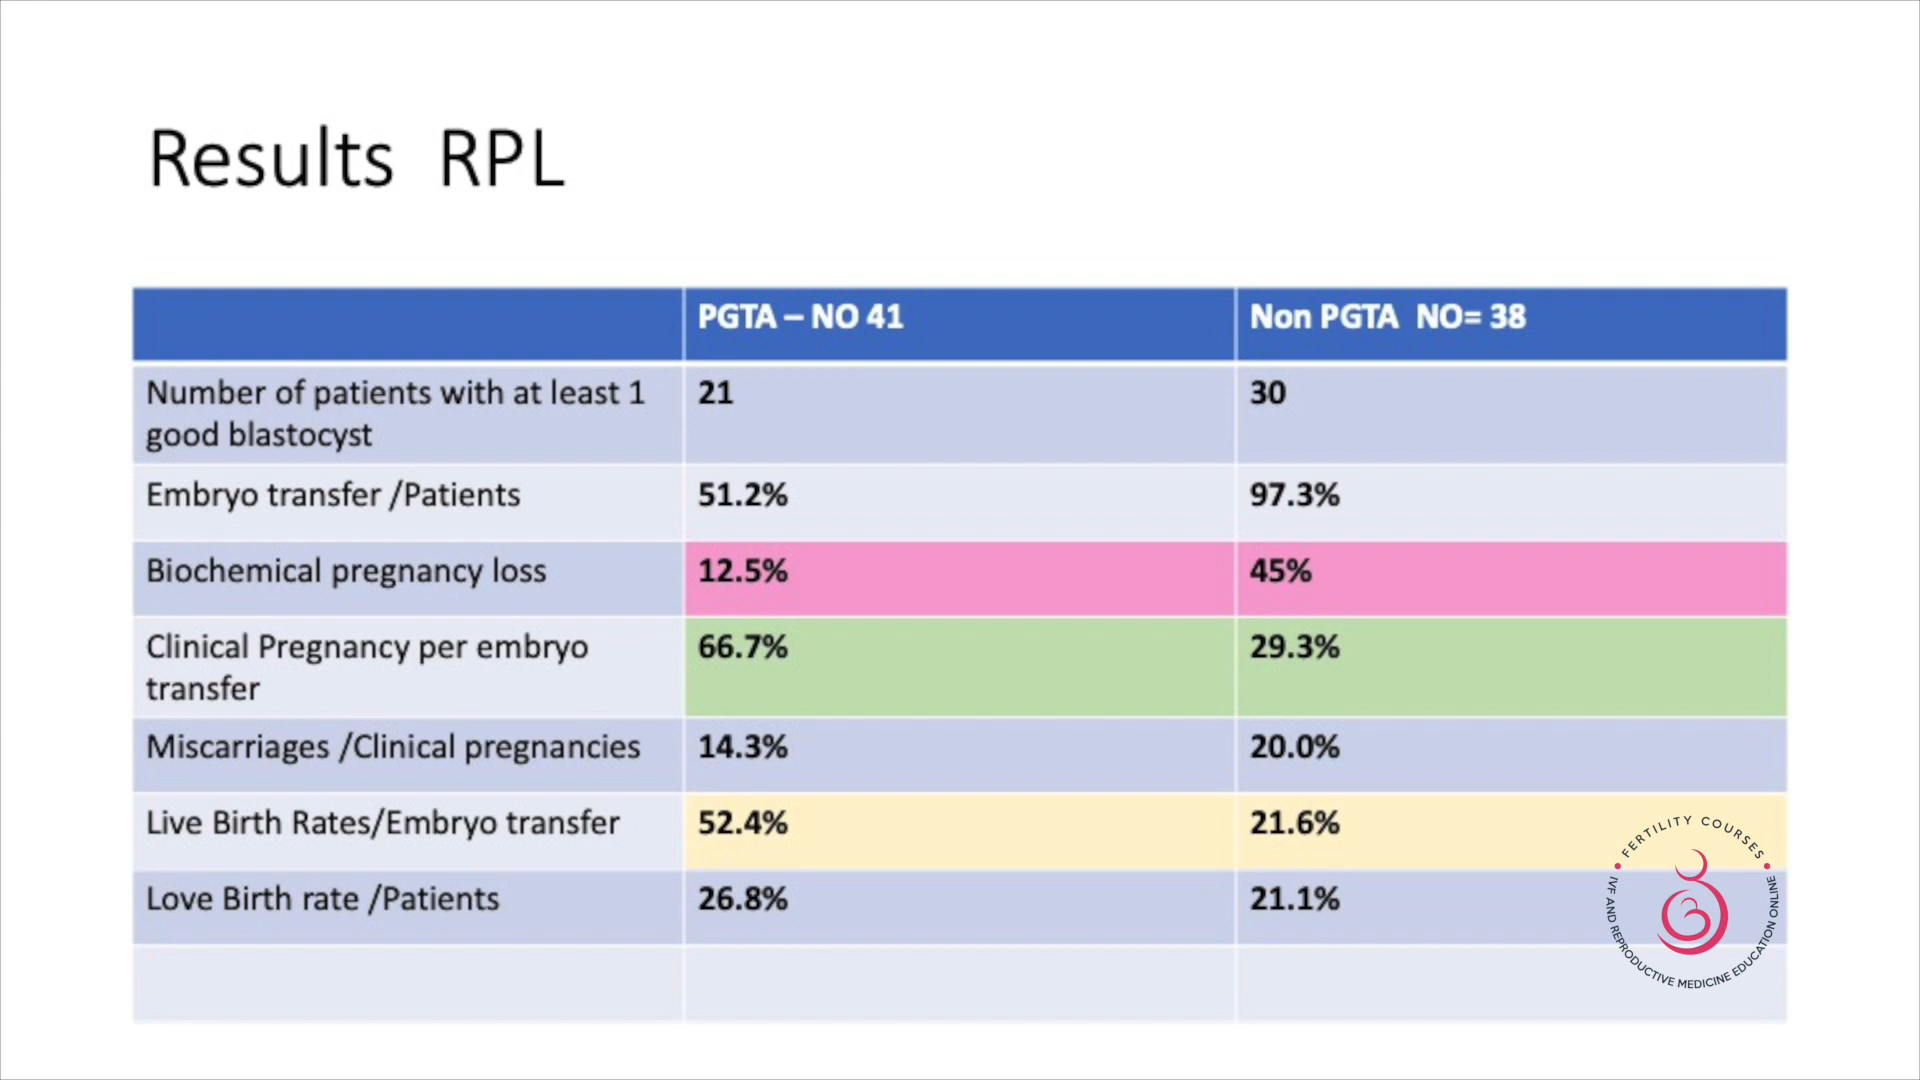 Results RPL
PGTA – NO 41
Non PGTA NO= 38
Number of patients with at least 1
good blastocyst
21
30
Embryo transfer /Patients
51.2%
97.3%
Biochemical pregnancy loss
12.5%
45%
Clinical Pregnancy per embryo
transfer
66.7%
29.3%
Miscarriages /Clinical pregnancies
14.3%
20.0%
Live Birth Rates/Embryo transfer
52.4%
21.6%
Love Birth rate /Patients
26.8%
21.1%
FERTILITY COURSES
IVF AND REPRODUCTIVE MEDICINE EDUCATION ONLINE